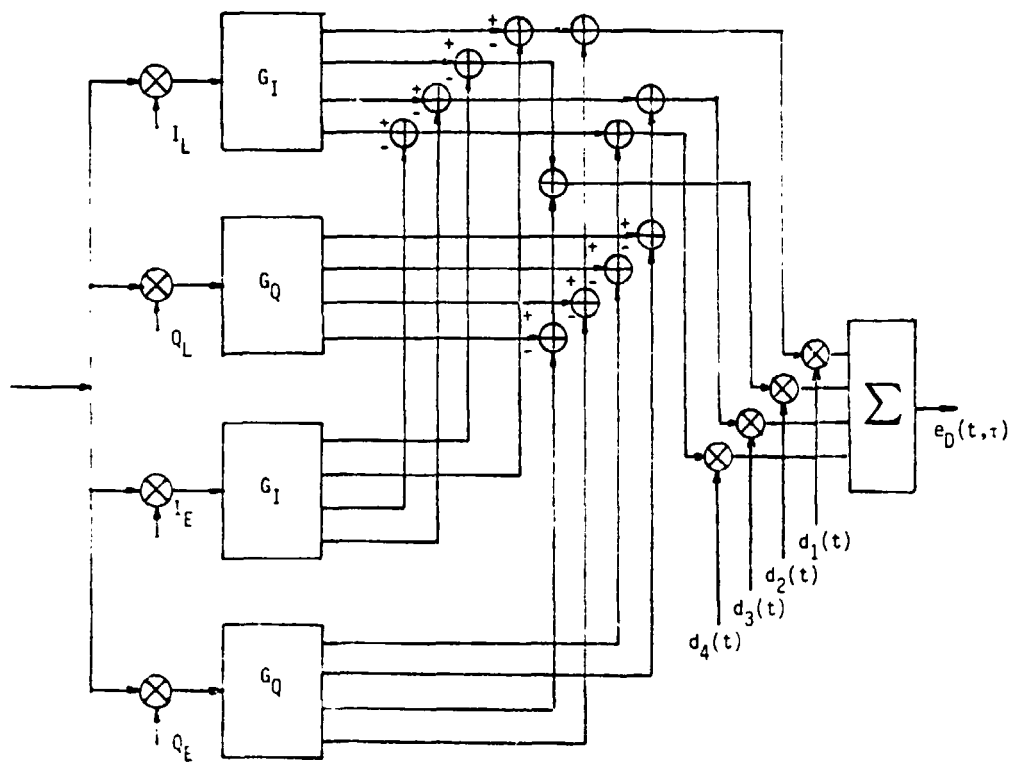 G_I
I_L
G_Q
Q_L
G_I
I_E
G_Q
Q_E
Σ
e_D(t,τ)
d_1(t)
d_2(t)
d_3(t)
d_4(t)
+ -
+ -
+ -
+ -
+ -
+ -
+ -
+ -